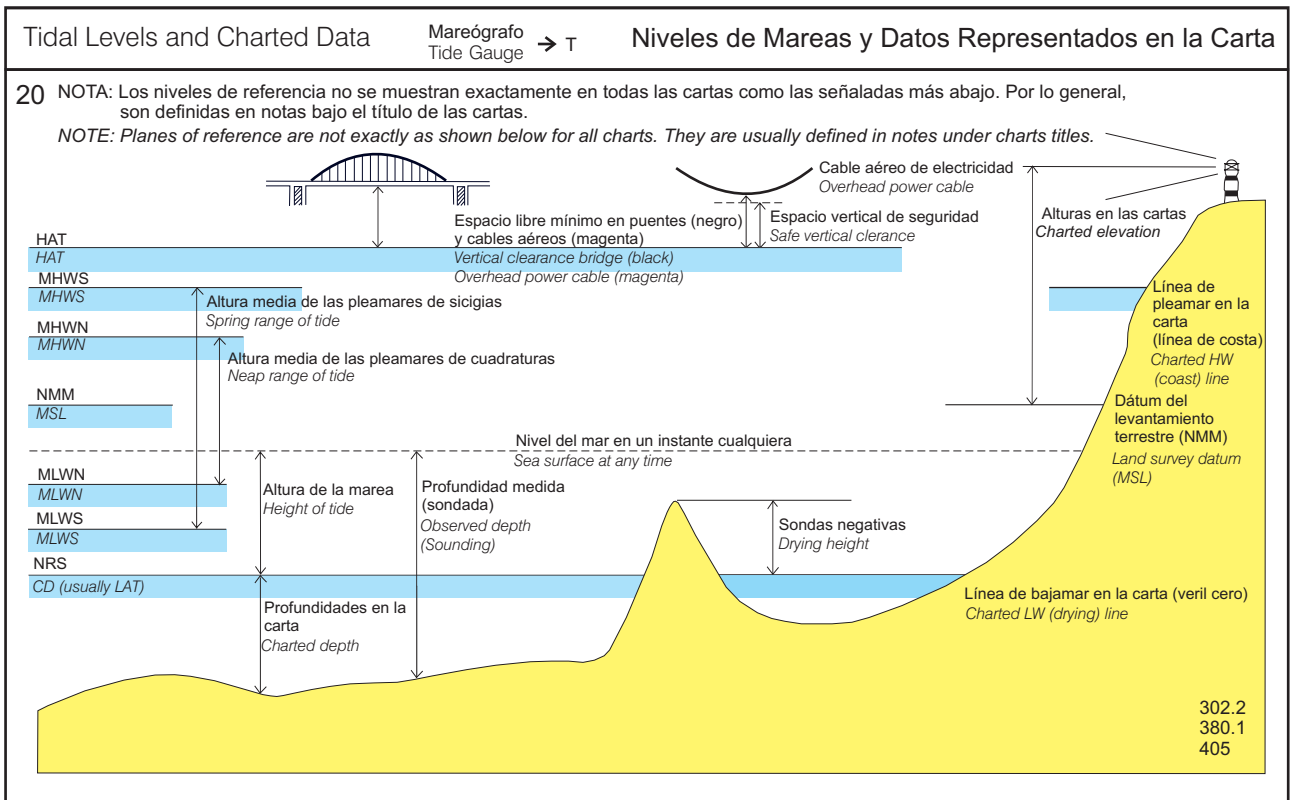 Tidal Levels and Charted Data
Mareógrafo
Tide Gauge
→ T
Niveles de Mareas y Datos Representados en la Carta
20
NOTA: Los niveles de referencia no se muestran exactamente en todas las cartas como las señaladas más abajo. Por lo general,
son definidas en notas bajo el título de las cartas.
NOTE: Planes of reference are not exactly as shown below for all charts. They are usually defined in notes under charts titles.
Cable aéreo de electricidad
Overhead power cable
Espacio libre mínimo en puentes (negro)
y cables aéreos (magenta)
Vertical clearance bridge (black)
Overhead power cable (magenta)
Espacio vertical de seguridad
Safe vertical clerance
Alturas en las cartas
Charted elevation
HAT
HAT
MHWS
MHWS
Altura media de las pleamares de sicigias
Spring range of tide
Línea de
pleamar en la
carta
(línea de costa)
Charted HW
(coast) line
MHWN
MHWN
Altura media de las pleamares de cuadraturas
Neap range of tide
NMM
MSL
Dátum del
levantamiento
terrestre (NMM)
Land survey datum
(MSL)
Nivel del mar en un instante cualquiera
Sea surface at any time
MLWN
MLWN
Altura de la marea
Height of tide
Profundidad medida
(sondada)
Observed depth
(Sounding)
MLWS
MLWS
Sondas negativas
Drying height
NRS
CD (usually LAT)
Línea de bajamar en la carta (veril cero)
Charted LW (drying) line
Profundidades en la
carta
Charted depth
302.2
380.1
405